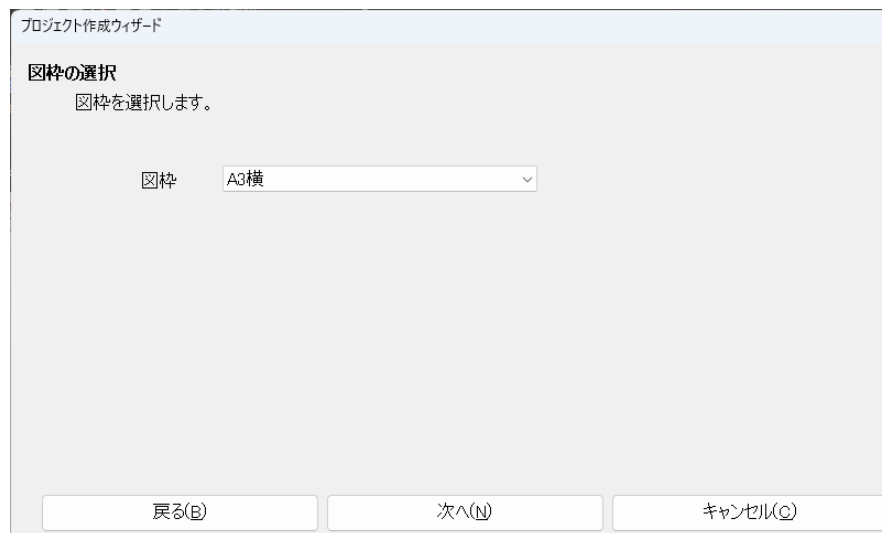 プロジェクト作成ウィザード
図枠の選択
図枠を選択します。
図枠 A3横
戻る(B) 次へ(N) キャンセル(C)